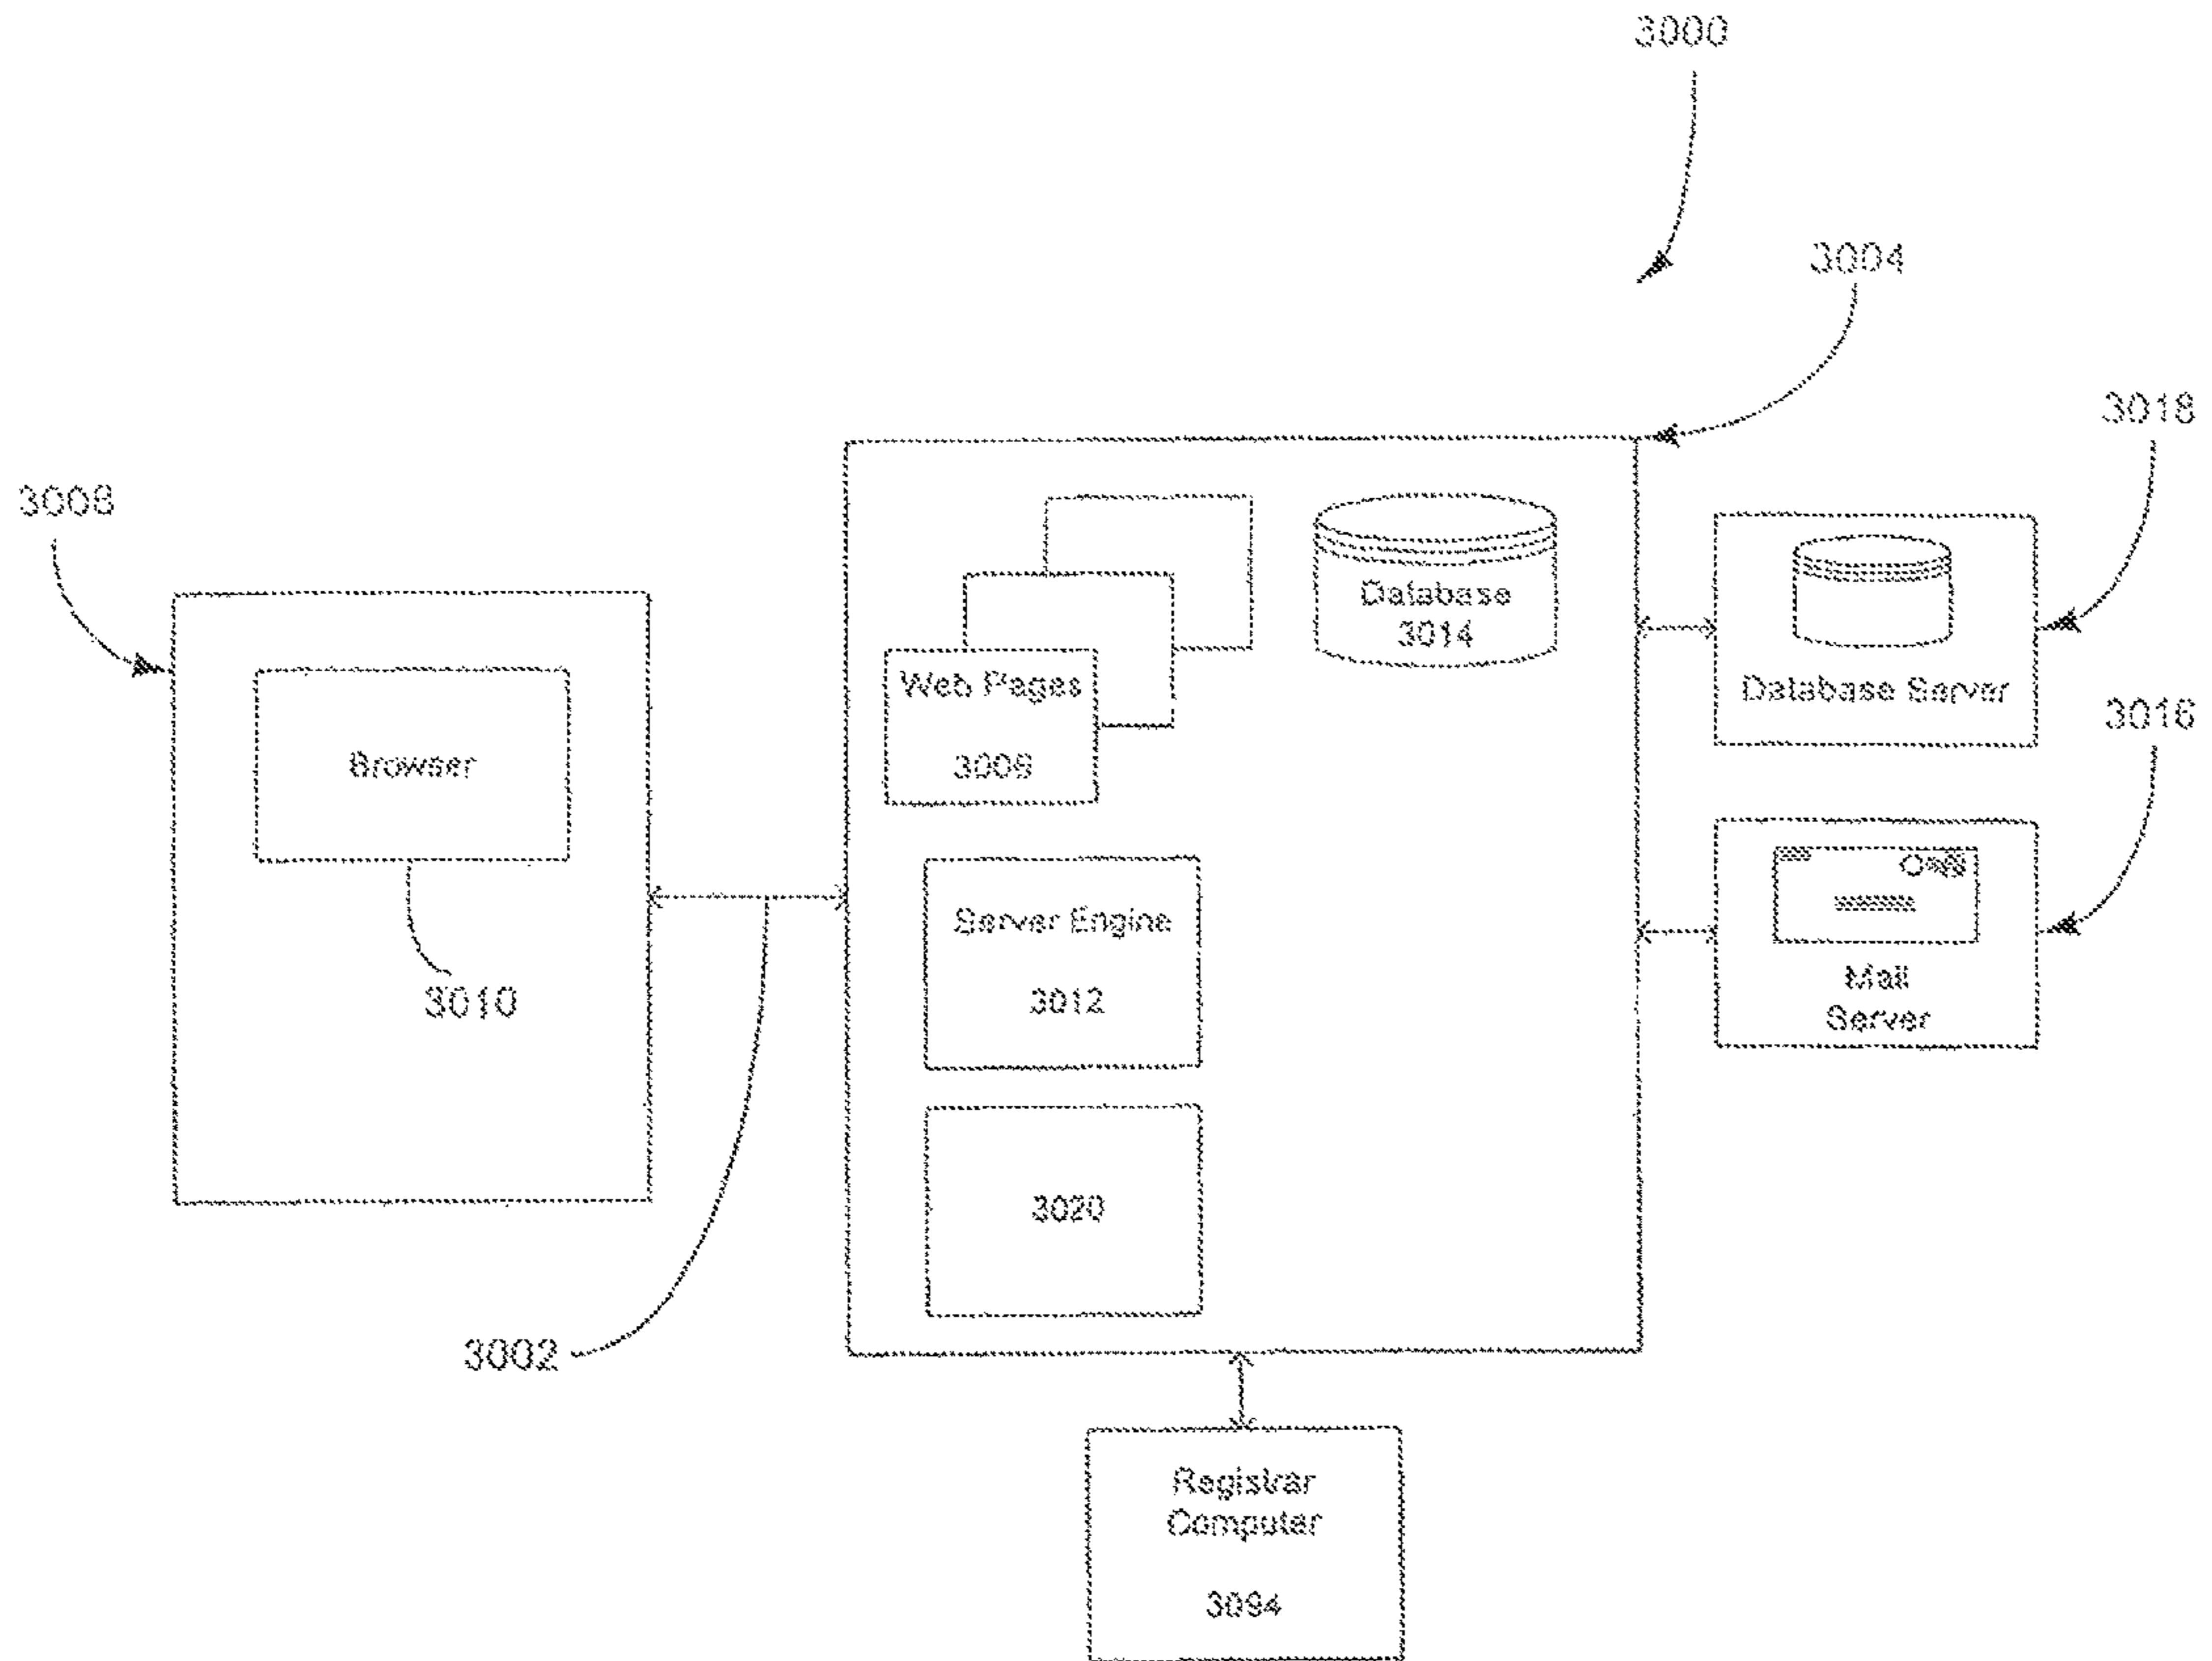 3000
3004
3018
3008
Database
3014
Web Pages
3006
Database Server
3016
Browser
Server Engine
3012
Mail
Server
3010
3020
3002
Registrar
Computer
3094